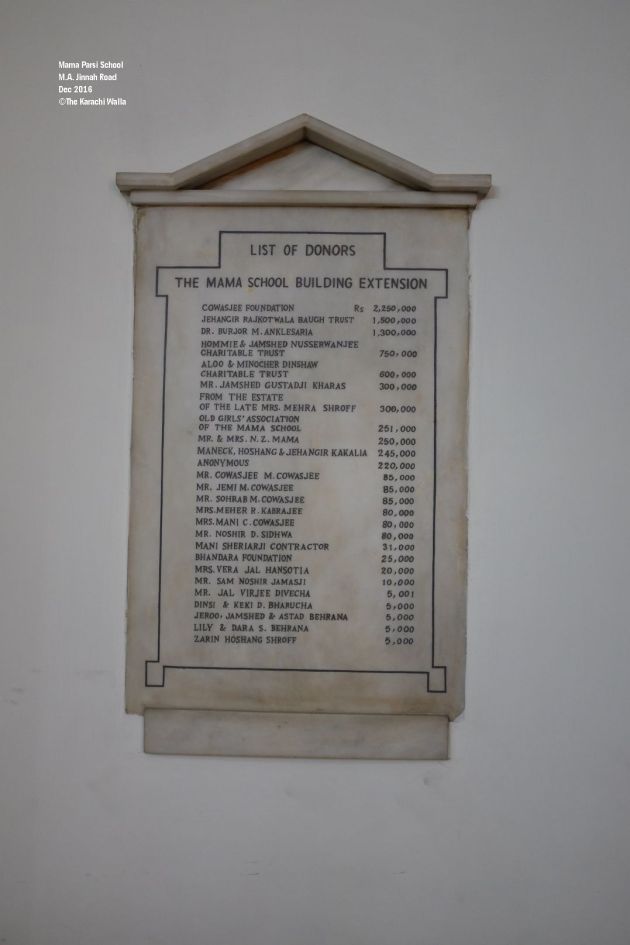 Mama Parsi School
M.A. Jinnah Road
Dec 2016
©The Karachi Walla
LIST OF DONORS
THE MAMA SCHOOL BUILDING EXTENSION
COWASJEE FOUNDATION Rs 2,250,000
JEHANGIR RAJKOTWALA BAUGH TRUST 1,500,000
DR. BURJOR M. ANKLESARIA 1,300,000
HOMMIE & JAMSHED NUSSERWANJEE
CHARITABLE TRUST 750,000
ALOO & MINOCHER DINSHAW
CHARITABLE TRUST 600,000
MR. JAMSHED GUSTADJI KHARAS 300,000
FROM THE ESTATE
OF THE LATE MRS. MEHRA SHROFF 300,000
OLD GIRLS' ASSOCIATION
OF THE MAMA SCHOOL 251,000
MR. & MRS. N. Z. MAMA 250,000
MANECK, HOSHANG & JEHANGIR KAKALIA 245,000
ANONYMOUS 220,000
MR. COWASJEE M. COWASJEE 85,000
MR. JEMI M. COWASJEE 85,000
MR. SOHRAB M. COWASJEE 85,000
MRS. MEHER R. KABRAJEE 80,000
MRS. MANI C. COWASJEE 80,000
MR. NOSHIR D. SIDHWA 80,000
MANI SHERIARJI CONTRACTOR 31,000
BHANDARA FOUNDATION 25,000
MRS. VERA JAL HANSOTIA 20,000
MR. SAM NOSHIR JAMASJI 10,000
MR. JAL VIRJEE DIVECHA 5,001
DINSI & KEKI D. BHARUCHA 5,000
JEROO, JAMSHED & ASTAD BEHRANA 5,000
LILY & DARA S. BEHRANA 5,000
ZARIN HOSHANG SHROFF 5,000